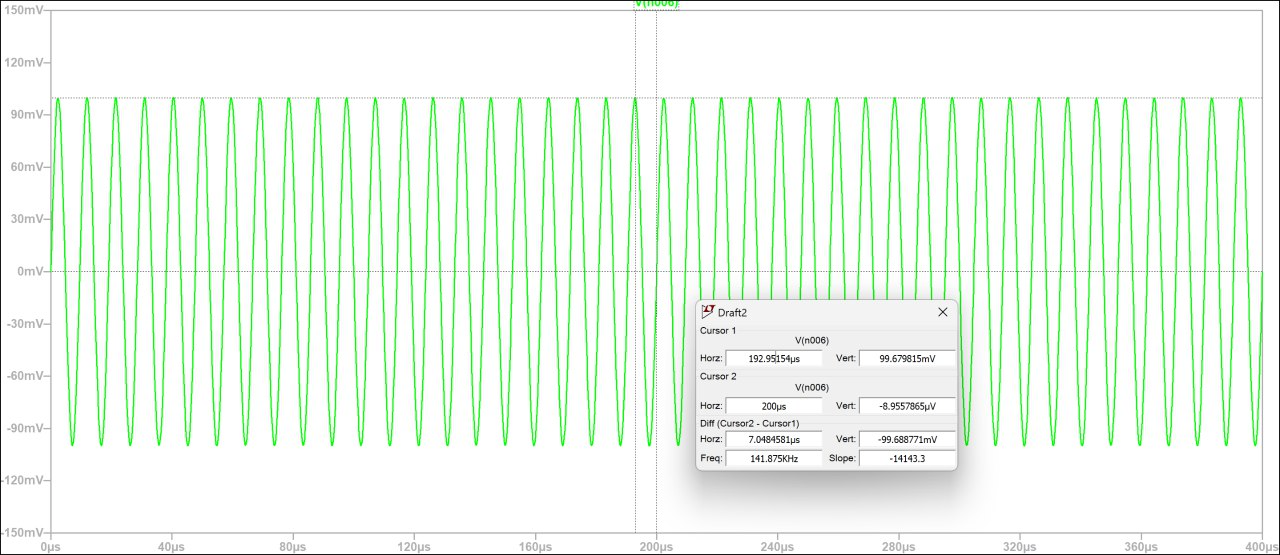 V(n006)
150mV
120mV
90mV
60mV
30mV
0mV
-30mV
-60mV
-90mV
-120mV
-150mV
0µs 40µs 80µs 120µs 160µs 200µs 240µs 280µs 320µs 360µs 400µs
Draft2
Cursor 1
V(n006)
Horz: 192.95154µs Vert: 99.679815mV
Cursor 2
V(n006)
Horz: 200µs Vert: -8.9557865µV
Diff (Cursor2 - Cursor1)
Horz: 7.0484581µs Vert: -99.688771mV
Freq: 141.875KHz Slope: -14143.3